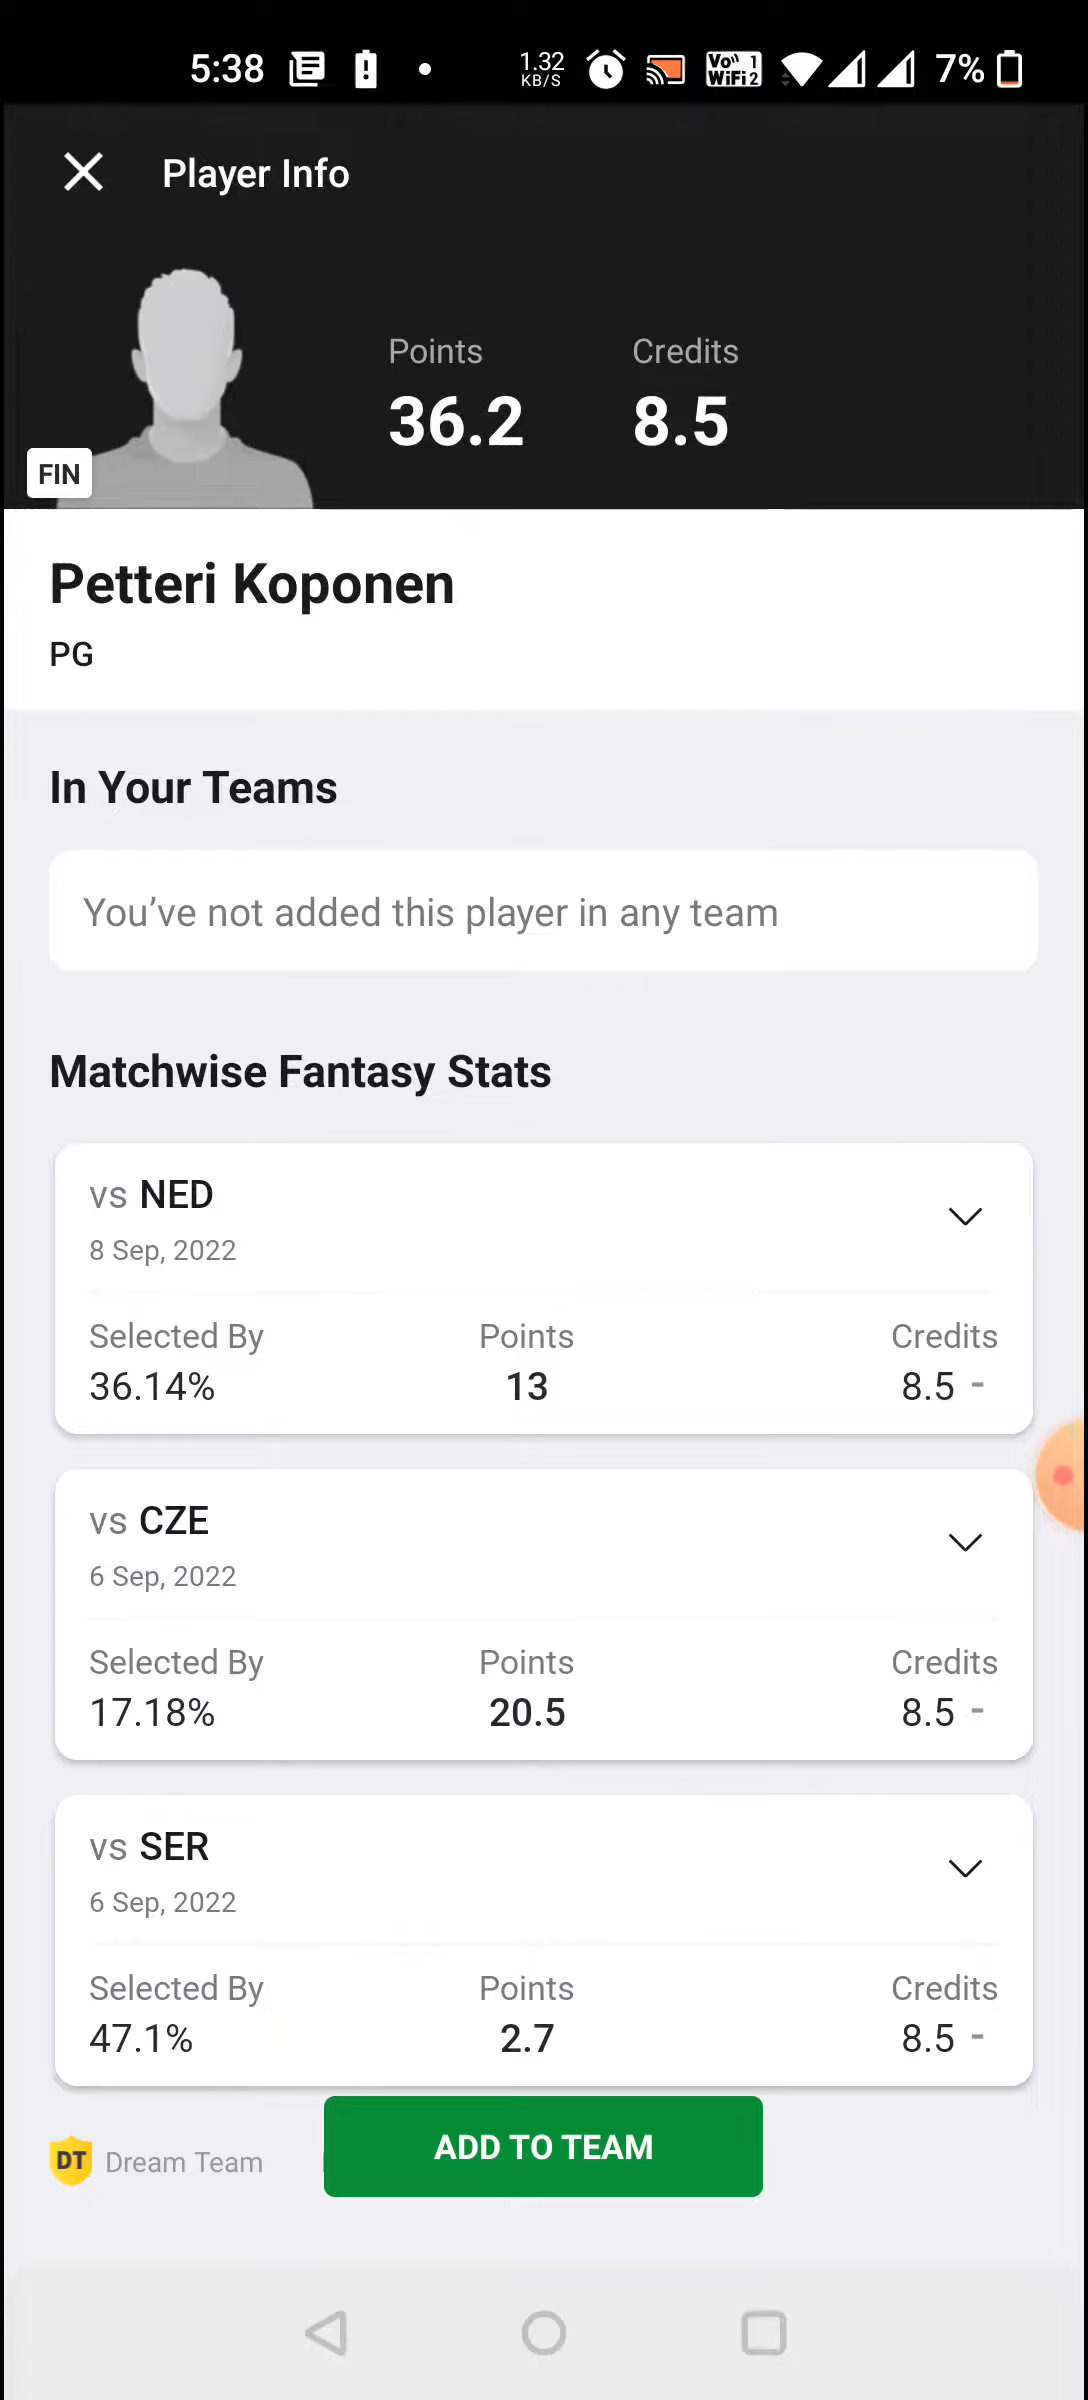 5:38 1.32 KB/S Vo)) 1 WiFi 2 7%
Player Info
Points Credits
36.2 8.5
FIN
Petteri Koponen
PG
In Your Teams
You’ve not added this player in any team
Matchwise Fantasy Stats
vs NED
8 Sep, 2022
Selected By Points Credits
36.14% 13 8.5 -
vs CZE
6 Sep, 2022
Selected By Points Credits
17.18% 20.5 8.5 -
vs SER
6 Sep, 2022
Selected By Points Credits
47.1% 2.7 8.5 -
DT Dream Team ADD TO TEAM